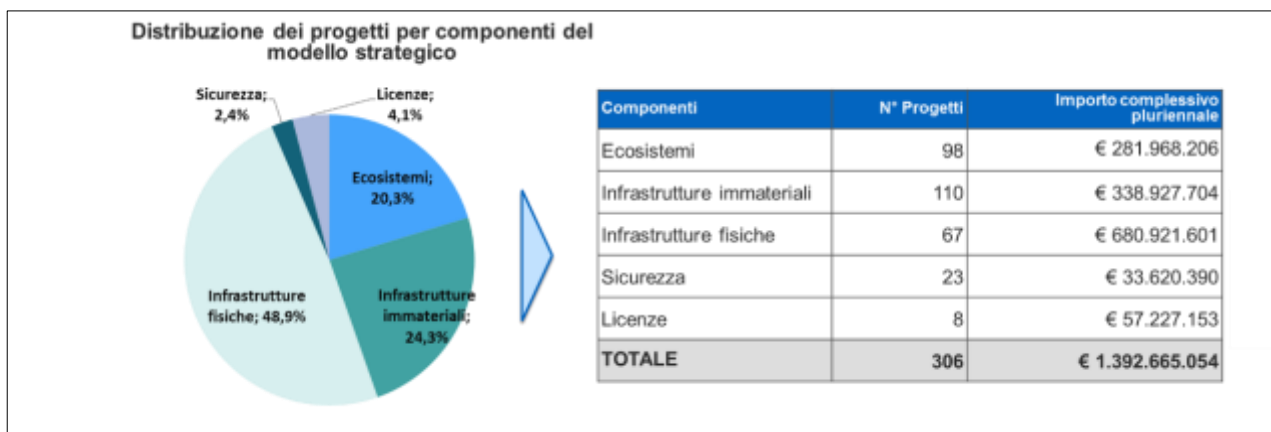 Distribuzione dei progetti per componenti del
modello strategico
Sicurezza;
2,4%
Licenze;
4,1%
Ecosistemi;
20,3%
Infrastrutture
immateriali;
24,3%
Infrastrutture
fisiche; 48,9%
Componenti N° Progetti Importo complessivo
pluriennale
Ecosistemi 98 € 281.968.206
Infrastrutture immateriali 110 € 338.927.704
Infrastrutture fisiche 67 € 680.921.601
Sicurezza 23 € 33.620.390
Licenze 8 € 57.227.153
TOTALE 306 € 1.392.665.054